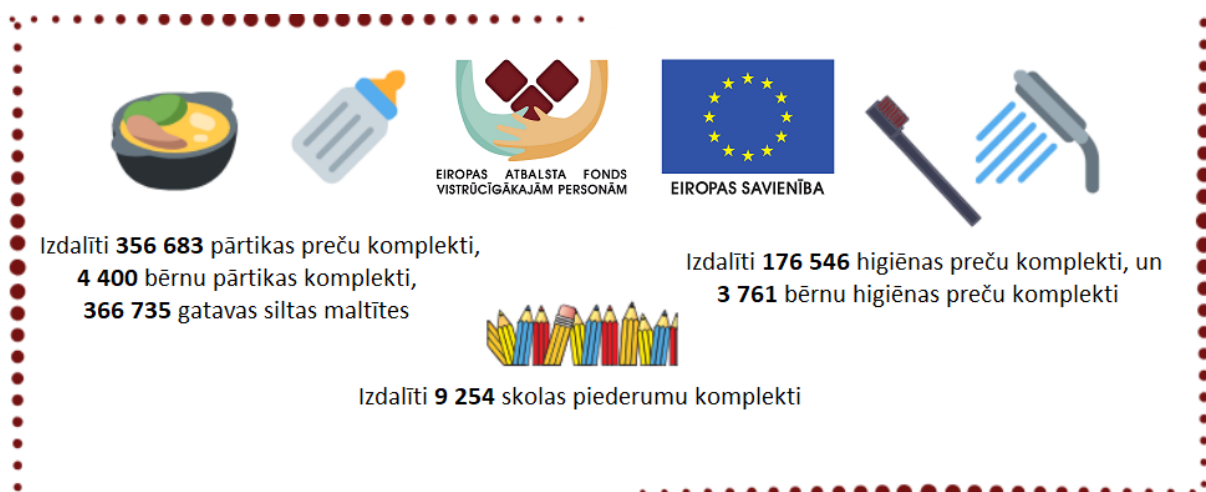 EIROPAS ATBALSTA FONDS
VISTRŪCĪGĀKAJĀM PERSONĀM
EIROPAS SAVIENĪBA
Izdalīti 356 683 pārtikas preču komplekti,
4 400 bērnu pārtikas komplekti,
366 735 gatavas siltas maltītes
Izdalīti 176 546 higiēnas preču komplekti, un
3 761 bērnu higiēnas preču komplekti
Izdalīti 9 254 skolas piederumu komplekti